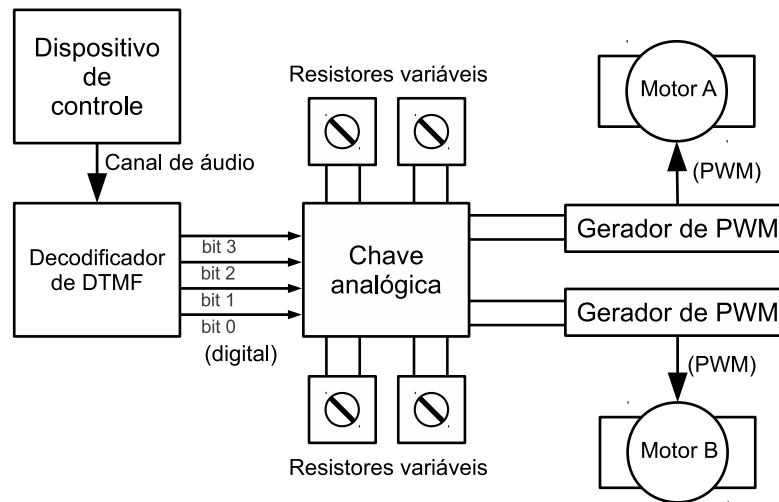 Dispositivo
de
controle
Canal de áudio
Decodificador
de DTMF
bit 3
bit 2
bit 1
bit 0
(digital)
Resistores variáveis
Chave
analógica
Resistores variáveis
Motor A
(PWM)
Gerador de PWM
Gerador de PWM
(PWM)
Motor B